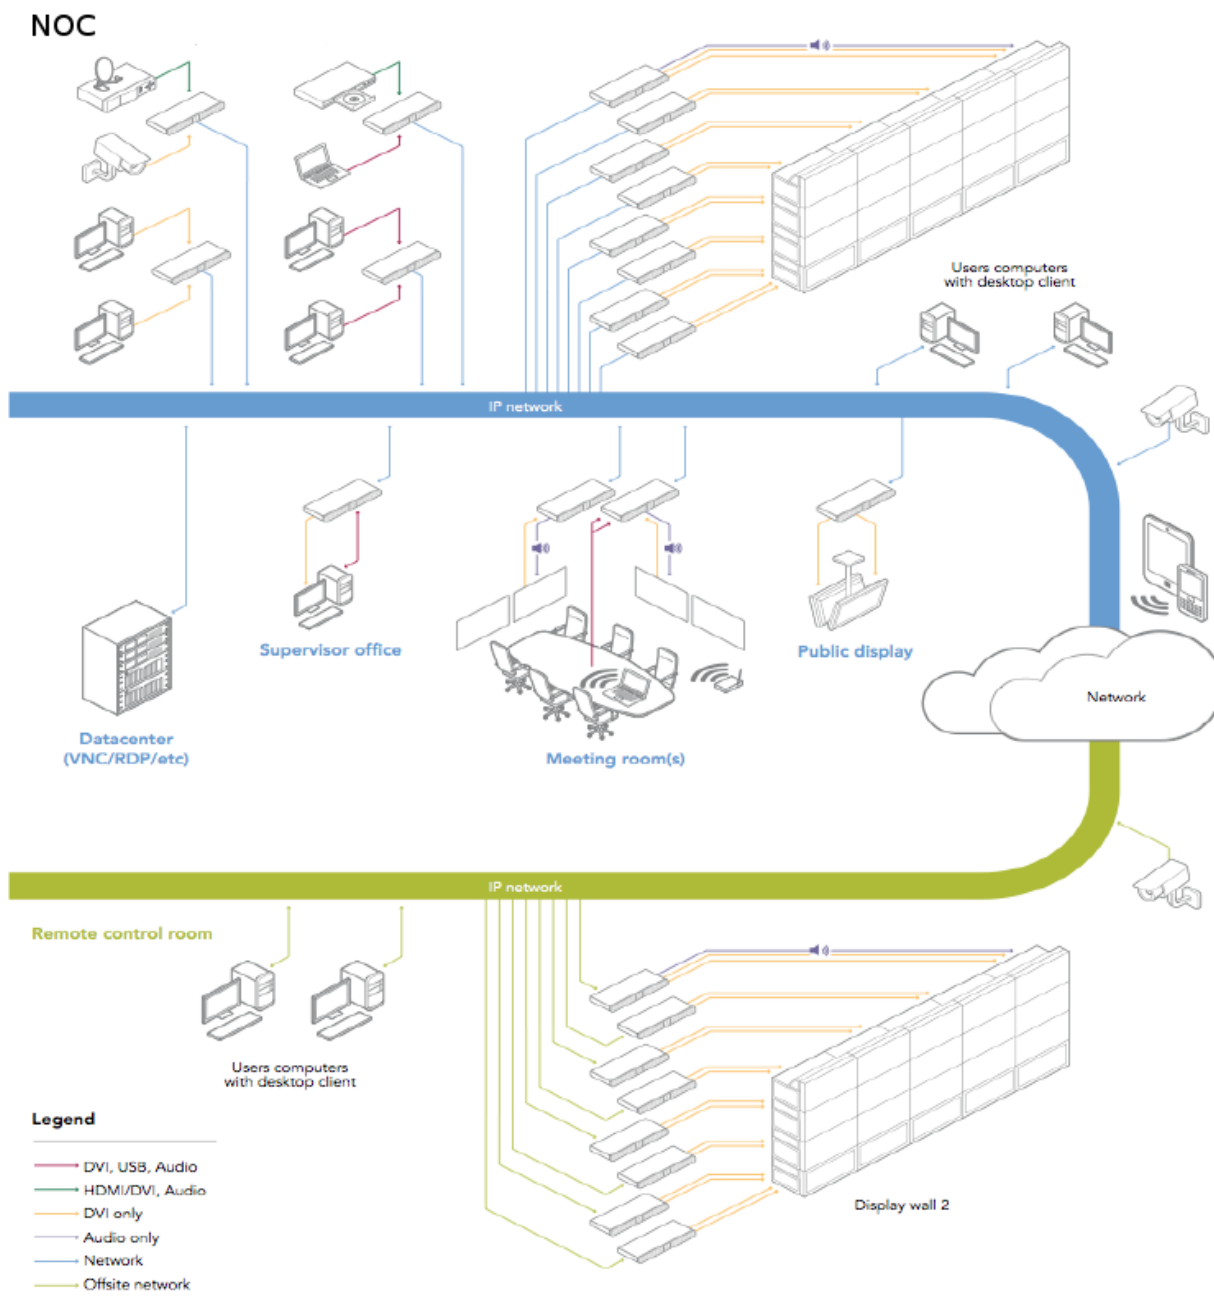 NOC
Users computers
with desktop client
IP network
Supervisor office
Public display
Network
Datacenter
(VNC/RDP/etc)
Meeting room(s)
IP network
Remote control room
Users computers
with desktop client
Legend
DVI, USB, Audio
HDMI/DVI, Audio
DVI only
Audio only
Network
Offsite network
Display wall 2